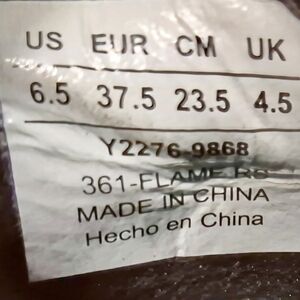 US EUR CM UK
6.5 37.5 23.5 4.5
Y2276-9868
361-FLAME RS
MADE IN CHINA
Hecho en China